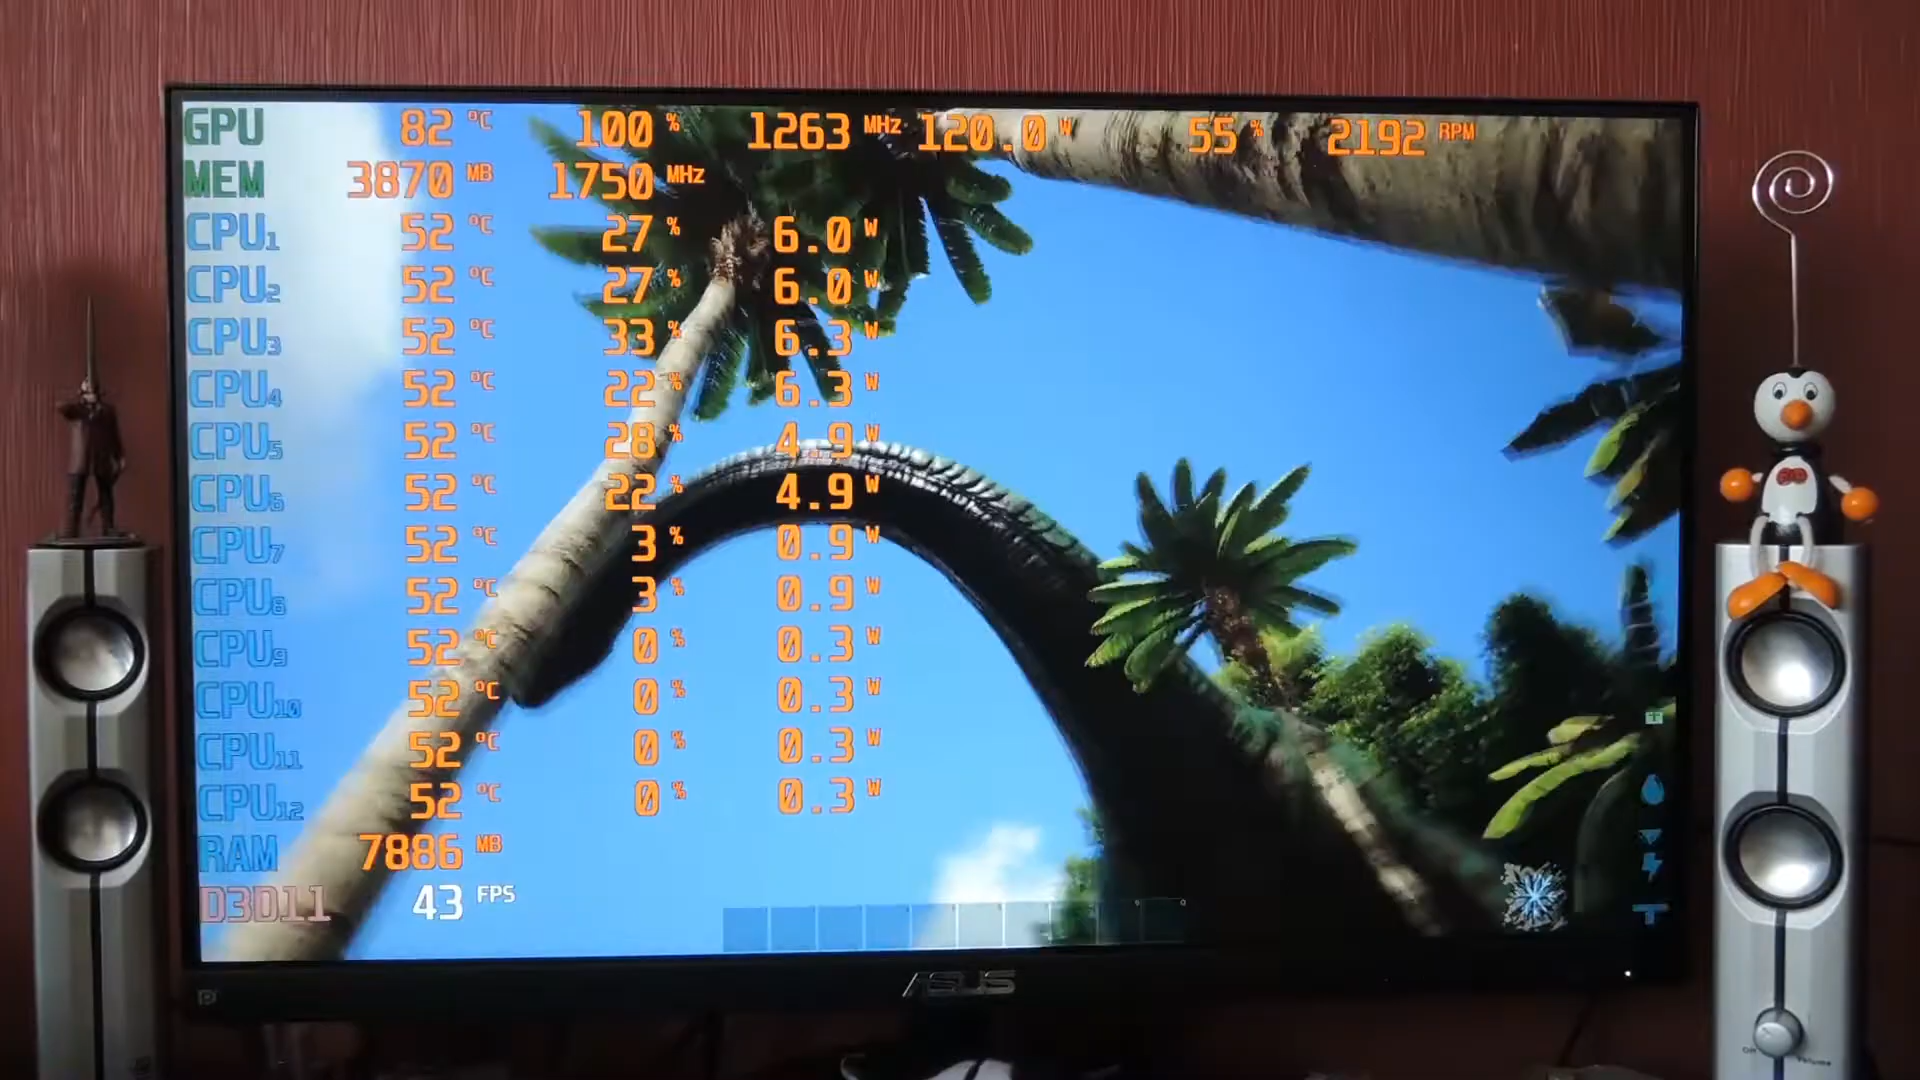 GPU 82 °C 100 % 1263 MHz 120.0 W 55 % 2192 RPM
MEM 3870 MB 1750 MHz
CPU1 52 °C 27 % 6.0 W
CPU2 52 °C 27 % 6.0 W
CPU3 52 °C 33 % 6.3 W
CPU4 52 °C 22 % 6.3 W
CPU5 52 °C 28 % 4.9 W
CPU6 52 °C 22 % 4.9 W
CPU7 52 °C 3 % 0.9 W
CPU8 52 °C 3 % 0.9 W
CPU9 52 °C 0 % 0.3 W
CPU10 52 °C 0 % 0.3 W
CPU11 52 °C 0 % 0.3 W
CPU12 52 °C 0 % 0.3 W
RAM 7886 MB
D3D11 43 FPS
ASUS
Volume